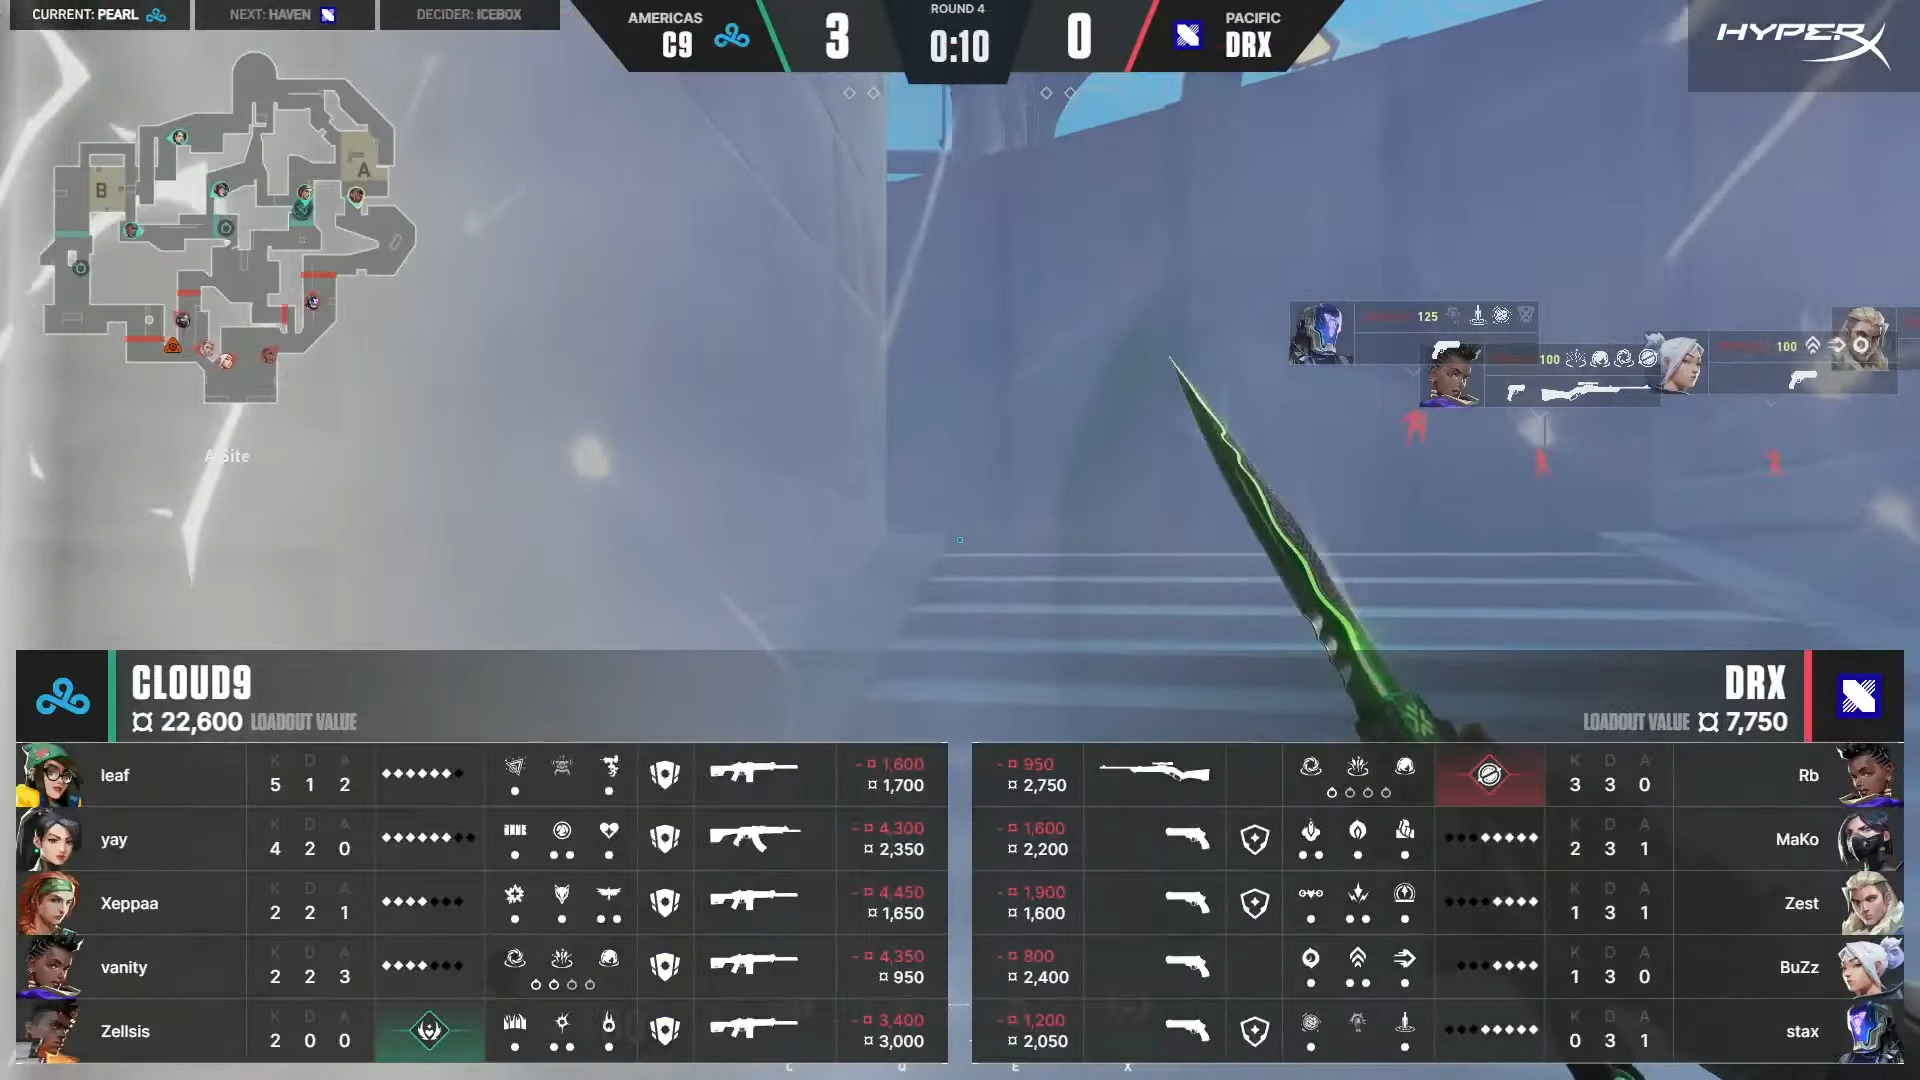 CURRENT: PEARL
NEXT: HAVEN
DECIDER: ICEBOX
AMERICAS
C9
3
ROUND 4
0:10
0
PACIFIC
DRX
HYPERX
A
B
A Site
125
100
100
CLOUD9
¤ 22,600 LOADOUT VALUE
DRX
LOADOUT VALUE ¤ 7,750
leaf
K D A
5 1 2
- ¤ 1,600
¤ 1,700
yay
K D A
4 2 0
- ¤ 4,300
¤ 2,350
Xeppaa
K D A
2 2 1
- ¤ 4,450
¤ 1,650
vanity
K D A
2 2 3
- ¤ 4,350
¤ 950
Zellsis
K D A
2 0 0
- ¤ 3,400
¤ 3,000
- ¤ 950
¤ 2,750
K D A
3 3 0
Rb
- ¤ 1,600
¤ 2,200
K D A
2 3 1
MaKo
- ¤ 1,900
¤ 1,600
K D A
1 3 1
Zest
- ¤ 800
¤ 2,400
K D A
1 3 0
BuZz
- ¤ 1,200
¤ 2,050
K D A
0 3 1
stax
C Q E X